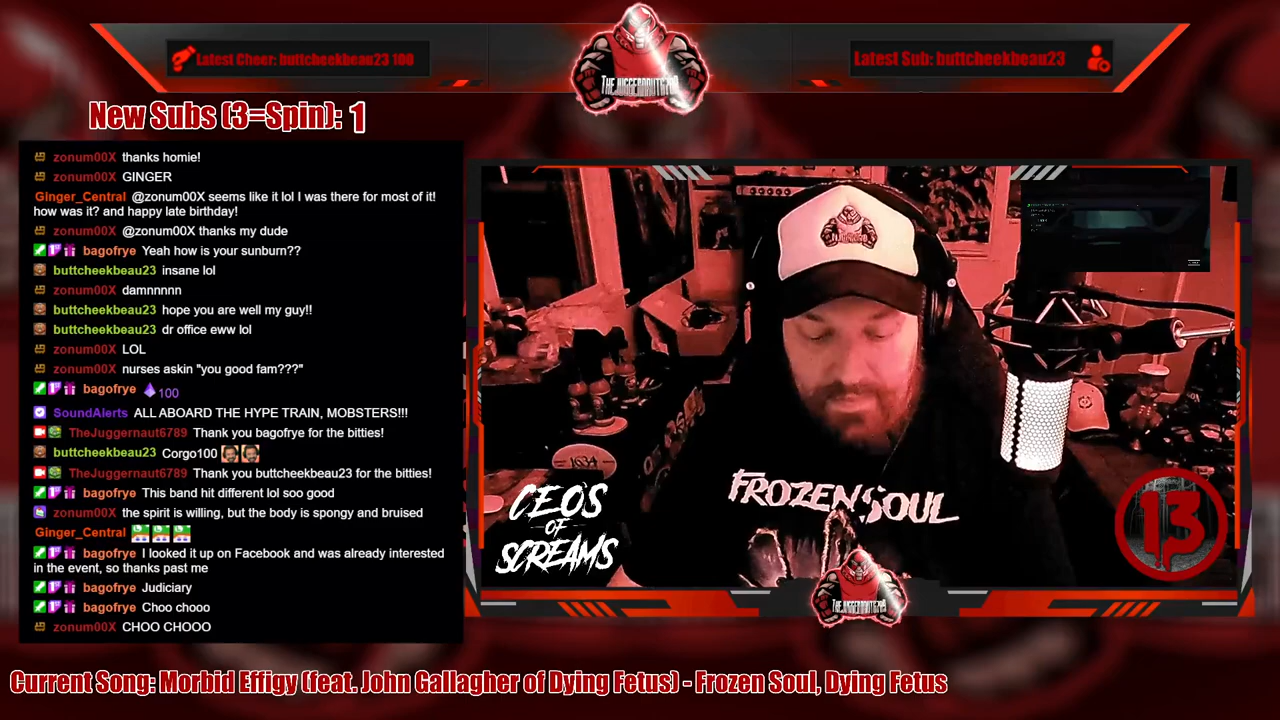 Latest Cheer: buttcheekbeau23 100
THEJUGGERNAUT6789
Latest Sub: buttcheekbeau23
New Subs (3=Spin): 1
zonum00X thanks homie!
zonum00X GINGER
Ginger_Central @zonum00X seems like it lol I was there for most of it!
how was it? and happy late birthday!
zonum00X @zonum00X thanks my dude
bagofrye Yeah how is your sunburn??
buttcheekbeau23 insane lol
zonum00X damnnnnn
buttcheekbeau23 hope you are well my guy!!
buttcheekbeau23 dr office eww lol
zonum00X LOL
zonum00X nurses askin "you good fam???"
bagofrye 100
SoundAlerts ALL ABOARD THE HYPE TRAIN, MOBSTERS!!!
TheJuggernaut6789 Thank you bagofrye for the bitties!
buttcheekbeau23 Corgo100
TheJuggernaut6789 Thank you buttcheekbeau23 for the bitties!
bagofrye This band hit different lol soo good
zonum00X the spirit is willing, but the body is spongy and bruised
Ginger_Central
bagofrye I looked it up on Facebook and was already interested
in the event, so thanks past me
bagofrye Judiciary
bagofrye Choo chooo
zonum00X CHOO CHOOO
1634
FROZEN SOUL
CEO'S
OF
SCREAMS
13
THEJUGGERNAUT6789
Current Song: Morbid Effigy (feat. John Gallagher of Dying Fetus) - Frozen Soul, Dying Fetus